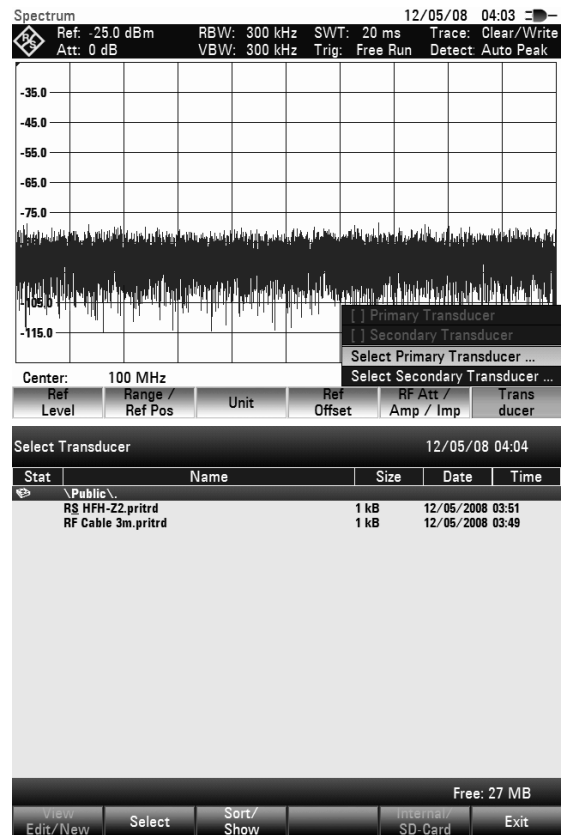 Spectrum 12/05/08 04:03
R&S Ref: -25.0 dBm RBW: 300 kHz SWT: 20 ms Trace: Clear/Write
Att: 0 dB VBW: 300 kHz Trig: Free Run Detect: Auto Peak
-35.0
-45.0
-55.0
-65.0
-75.0
-105.0
[ ] Primary Transducer
-115.0
[ ] Secondary Transducer
Select Primary Transducer ...
Select Secondary Transducer ...
Center: 100 MHz
Ref Level Range / Ref Pos Unit Ref Offset RF Att / Amp / Imp Trans ducer
Select Transducer 12/05/08 04:04
Stat Name Size Date Time
\Public\.
RS HFH-Z2.pritrd 1 kB 12/05/2008 03:51
RF Cable 3m.pritrd 1 kB 12/05/2008 03:49
Free: 27 MB
View Edit/New Select Sort/ Show Internal/ SD-Card Exit